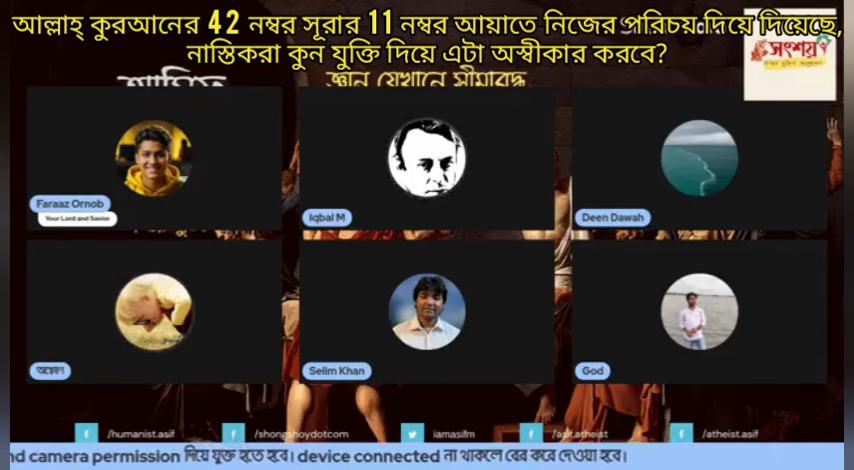 আল্লাহ্ কুরআনের 42 নম্বর সূরার 11 নম্বর আয়াতে নিজের পরিচয় দিয়ে দিয়েছে,
নাস্তিকরা কুন যুক্তি দিয়ে এটা অস্বীকার করবে?
সংশয়
জ্ঞান যেখানে সীমাবদ্ধ
Faraaz Ornob
Your Lord and Savior
Iqbal M
Deen Dawah
অন্বেষণ
Selim Khan
God
/humanist.asif
/shongshoydotcom
iamasifm
/asif.atheist
/atheist.asif
nd camera permission দিয়ে যুক্ত হতে হবে। device connected না থাকলে বের করে দেওয়া হবে।